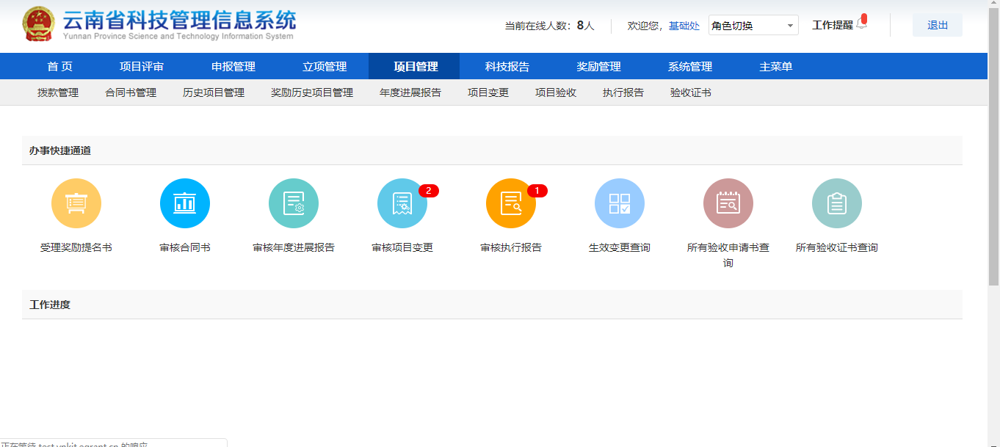 云南省科技管理信息系统
Yunnan Province Science and Technology Information System
当前在线人数：8人
欢迎您，基础处
角色切换
工作提醒
退出
首 页 项目评审 申报管理 立项管理 项目管理 科技报告 奖励管理 系统管理 主菜单
拨款管理 合同书管理 历史项目管理 奖励历史项目管理 年度进展报告 项目变更 项目验收 执行报告 验收证书
办事快捷通道
2 1
受理奖励提名书 审核合同书 审核年度进展报告 审核项目变更 审核执行报告 生效变更查询 所有验收申请书查 所有验收证书查询
询
工作进度
正在等待 test.ynkjt.egrant.cn 的响应